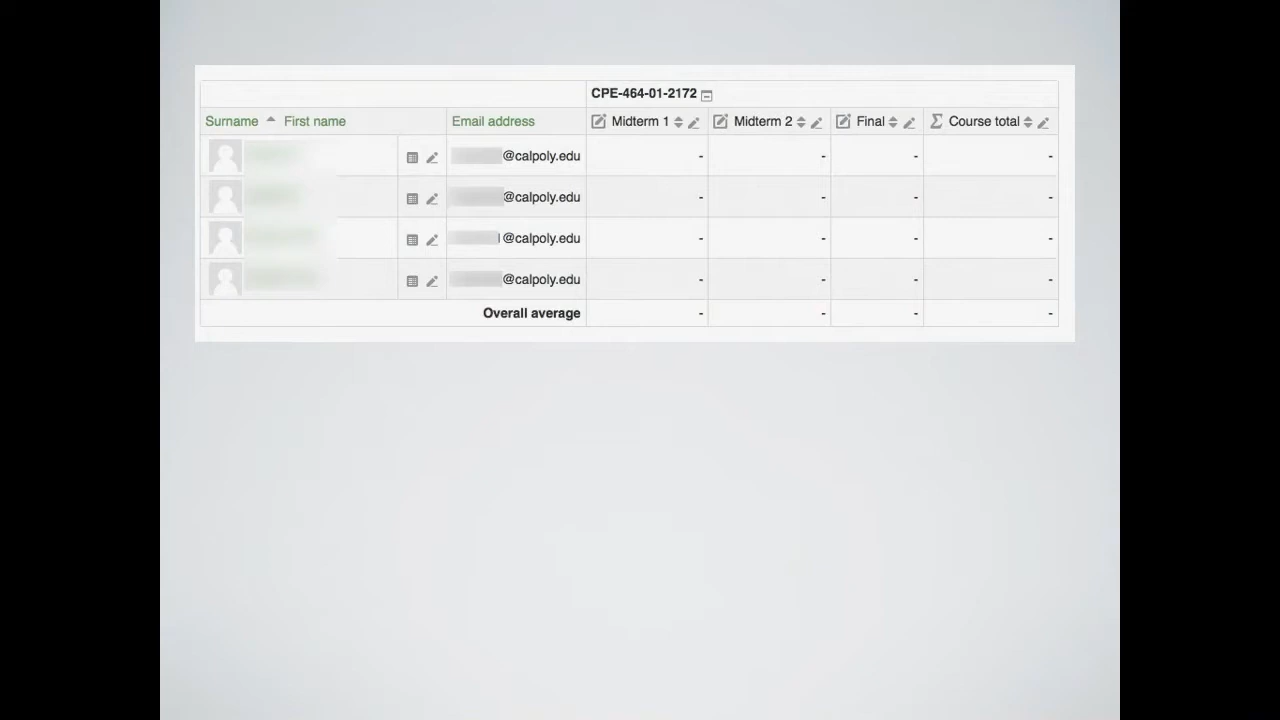 CPE-464-01-2172
Surname First name Email address Midterm 1 Midterm 2 Final Σ Course total
@calpoly.edu - - - -
@calpoly.edu - - - -
@calpoly.edu - - - -
@calpoly.edu - - - -
Overall average - - - -